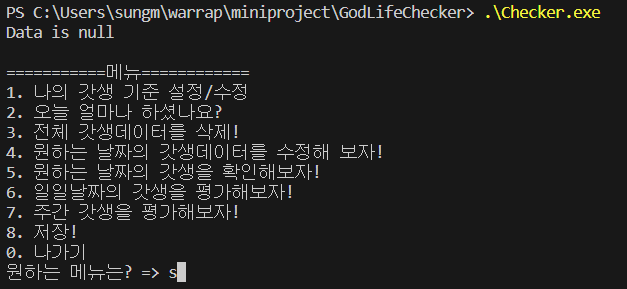 PS C:\Users\sungm\warrap\miniproject\GodLifeChecker> .\Checker.exe
Data is null
===========메뉴============
1. 나의 갓생 기준 설정/수정
2. 오늘 얼마나 하셨나요?
3. 전체 갓생데이터를 삭제!
4. 원하는 날짜의 갓생데이터를 수정해 보자!
5. 원하는 날짜의 갓생을 확인해보자!
6. 일일날짜의 갓생을 평가해보자!
7. 주간 갓생을 평가해보자!
8. 저장!
0. 나가기
원하는 메뉴는? => s